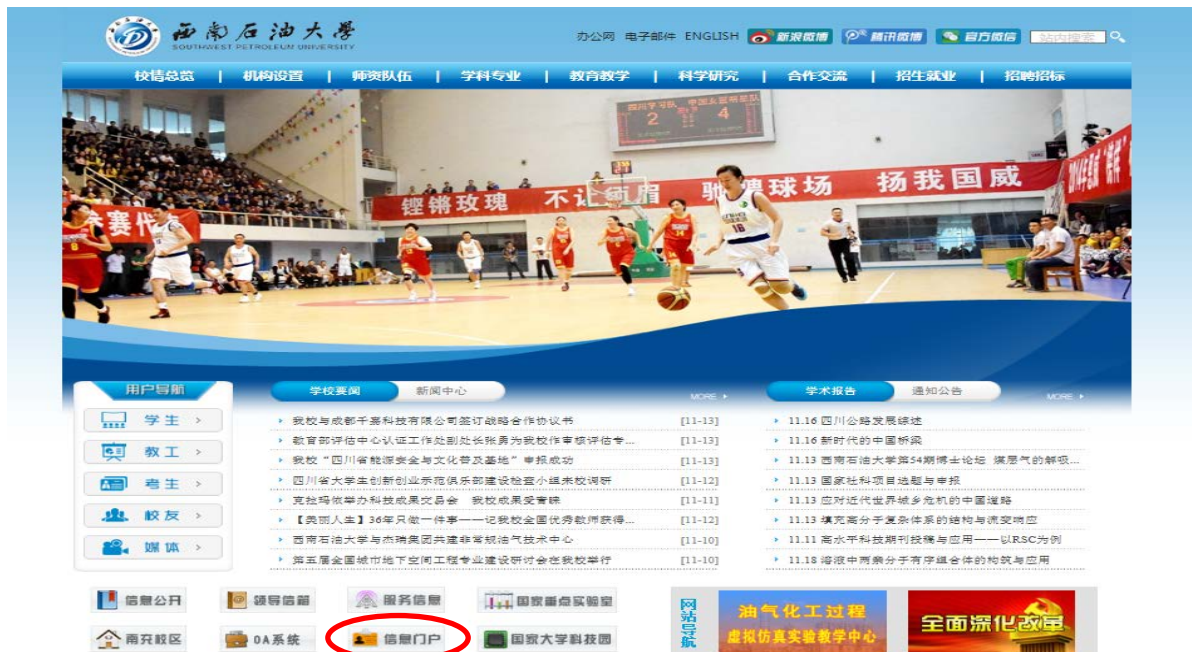 西南石油大學
SOUTHWEST PETROLEUM UNIVERSITY
办公网 电子邮件 ENGLISH 新浪微博 腾讯微博 官方微信 站内搜索
校情总览 | 机构设置 | 师资队伍 | 学科专业 | 教育教学 | 科学研究 | 合作交流 | 招生就业 | 招聘招标
2 4
铿锵玫瑰 不让须眉 驰骋球场 扬我国威
用户导航
学生 >
教工 >
考生 >
校友 >
媒体 >
学校要闻 新闻中心 MORE
我校与成都千嘉科技有限公司签订战略合作协议书 [11-13]
教育部评估中心认证工作处副处长张勇为我校作审核评估专... [11-13]
我校“四川省能源安全与文化普及基地”申报成功 [11-13]
四川省大学生创新创业示范俱乐部建设检查小组来校调研 [11-12]
克拉玛依举办科技成果交易会 我校成果受青睐 [11-11]
【美丽人生】36年只做一件事——记我校全国优秀教师获得... [11-12]
西南石油大学与杰瑞集团共建非常规油气技术中心 [11-10]
第五届全国城市地下空间工程专业建设研讨会在我校举行 [11-10]
学术报告 通知公告 MORE
11.16 四川公路发展综述
11.16 新时代的中国桥梁
11.13 西南石油大学第54期博士论坛 煤层气的解吸...
11.13 国家社科项目选题与申报
11.13 应对近代世界城乡危机的中国道路
11.13 填充高分子复杂体系的结构与流变响应
11.11 高水平科技期刊投稿与应用——以RSC为例
11.18 溶液中两亲分子有序组合体的构筑与应用
信息公开 领导信箱 服务信息 国家重点实验室
南充校区 OA系统 信息门户 国家大学科技园
网站导航
油气化工过程
虚拟仿真实验教学中心
全面深化改革